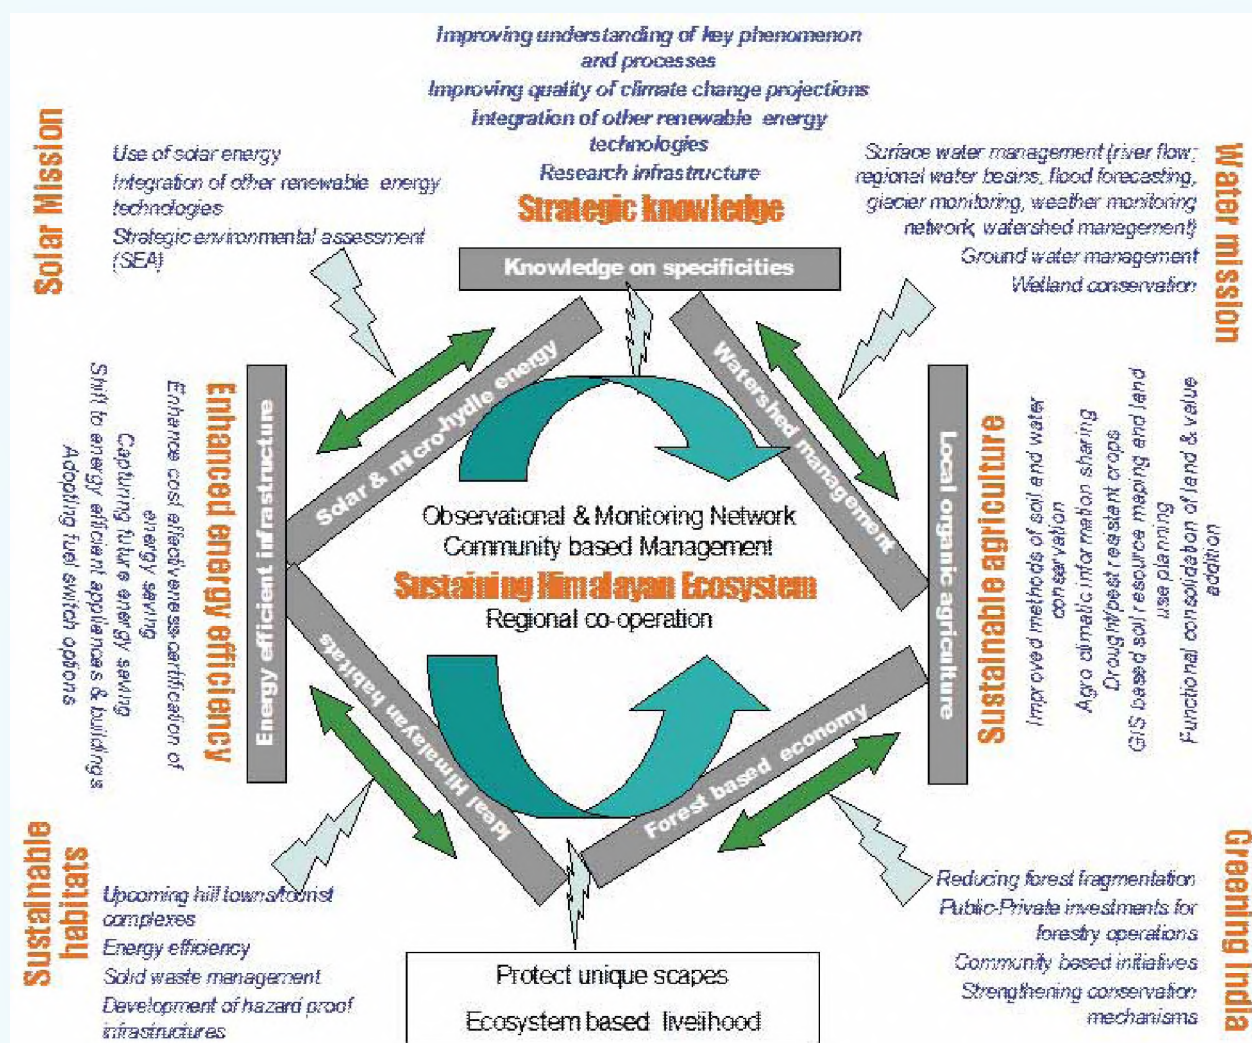 Improving understanding of key phenomenon
and processes
Improving quality of climate change projections
Integration of other renewable energy
technologies
Research infrastructure
Strategic knowledge
Knowledge on specificities
Solar Mission
Use of solar energy
Integration of other renewable energy
technologies
Strategic environmental assessment
(SEA)
Solar & micro-hydle energy
Water mission
Surface water management (river flow;
regional water basins, flood forecasting,
glacier monitoring, weather monitoring
network, watershed management)
Ground water management
Wetland conservation
Watershed management
Enhanced energy efficiency
Enhance cost effectiveness-certification of
energy saving
Capturing future energy saving
Shift to energy efficient appliances & buildings
Adopting fuel switch options
Energy efficient infrastructure
Observational & Monitoring Network
Community based Management
Sustaining Himalayan Ecosystem
Regional co-operation
Local organic agriculture
Sustainable agriculture
Improved methods of soil and water
conservation
Agro climatic information sharing
Drought/pest resistant crops
GIS based soil resource maping and land
use planning
Functional consolidation of land & value
addition
Ideal Himalayan habitats
Forest based economy
Sustainable
habitats
Upcoming hill towns/tourist
complexes
Energy efficiency
Solid waste management
Development of hazard proof
infrastructures
Protect unique scapes
Ecosystem based livelihood
Greening India
Reducing forest fragmentation
Public-Private investments for
forestry operations
Community based initiatives
Strengthening conservation
mechanisms